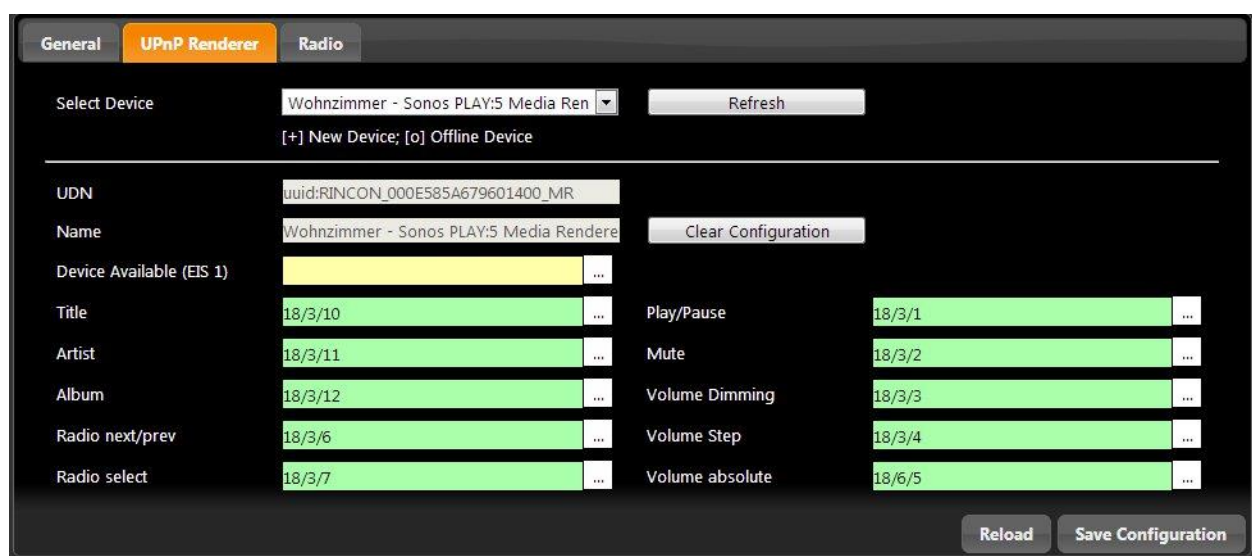 General UPnP Renderer Radio
Select Device Wohnzimmer - Sonos PLAY:5 Media Ren Refresh
[+] New Device; [o] Offline Device
UDN uuid:RINCON_000E585A679601400_MR
Name Wohnzimmer - Sonos PLAY:5 Media Rendere Clear Configuration
Device Available (EIS 1) ...
Title 18/3/10 ... Play/Pause 18/3/1 ...
Artist 18/3/11 ... Mute 18/3/2 ...
Album 18/3/12 ... Volume Dimming 18/3/3 ...
Radio next/prev 18/3/6 ... Volume Step 18/3/4 ...
Radio select 18/3/7 ... Volume absolute 18/6/5 ...
Reload Save Configuration